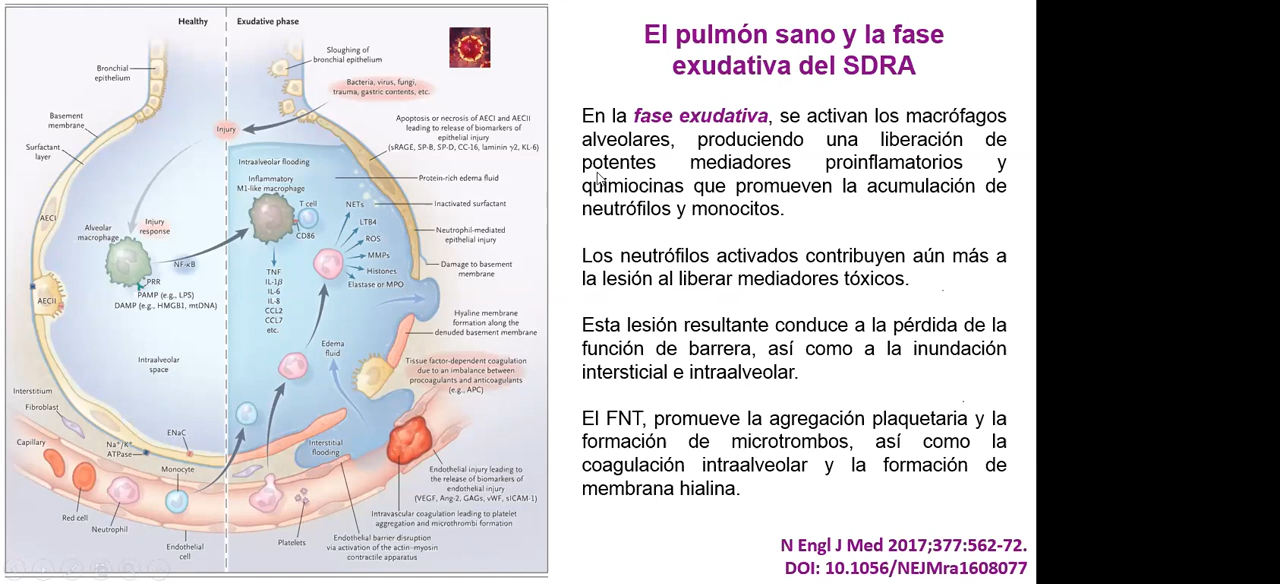 Healthy
Exudative phase
Sloughing of
bronchial epithelium
Bronchial
epithelium
Bacteria, virus, fungi,
trauma, gastric contents, etc.
Basement
membrane
Injury
Apoptosis or necrosis of AECI and AECII
leading to release of biomarkers of
epithelial injury
(sRAGE, SP-B, SP-D, CC-16, laminin γ2, KL-6)
Surfactant
layer
Intraalveolar flooding
Inflammatory
M1-like macrophage
Protein-rich edema fluid
T cell
NETs
Inactivated surfactant
AECI
Alveolar
macrophage
Injury
response
CD86
LTB4
ROS
MMPs
Histones
Elastase or MPO
Neutrophil-mediated
epithelial injury
Damage to basement
membrane
NF-κB
PRR
PAMP (e.g., LPS)
DAMP (e.g., HMGB1, mtDNA)
AECII
TNF
IL-1β
IL-6
IL-8
CCL2
CCL7
etc.
Hyaline membrane
formation along the
denuded basement membrane
Edema
fluid
Intraalveolar
space
Tissue factor-dependent coagulation
due to an imbalance between
procoagulants and anticoagulants
(e.g., APC)
Interstitium
Fibroblast
Capillary
Na⁺/K⁺
ATPase
ENaC
Monocyte
Interstitial
flooding
Endothelial injury leading to
the release of biomarkers of
endothelial injury
(VEGF, Ang-2, GAGs, vWF, sICAM-1)
Red cell
Neutrophil
Endothelial
cell
Platelets
Intravascular coagulation leading to platelet
aggregation and microthrombi formation
Endothelial barrier disruption
via activation of the actin–myosin
contractile apparatus
El pulmón sano y la fase
exudativa del SDRA
En la fase exudativa, se activan los macrófagos
alveolares, produciendo una liberación de
potentes mediadores proinflamatorios y
quimiocinas que promueven la acumulación de
neutrófilos y monocitos.
Los neutrófilos activados contribuyen aún más a
la lesión al liberar mediadores tóxicos.
Esta lesión resultante conduce a la pérdida de la
función de barrera, así como a la inundación
intersticial e intraalveolar.
El FNT, promueve la agregación plaquetaria y la
formación de microtrombos, así como la
coagulación intraalveolar y la formación de
membrana hialina.
N Engl J Med 2017;377:562-72.
DOI: 10.1056/NEJMra1608077